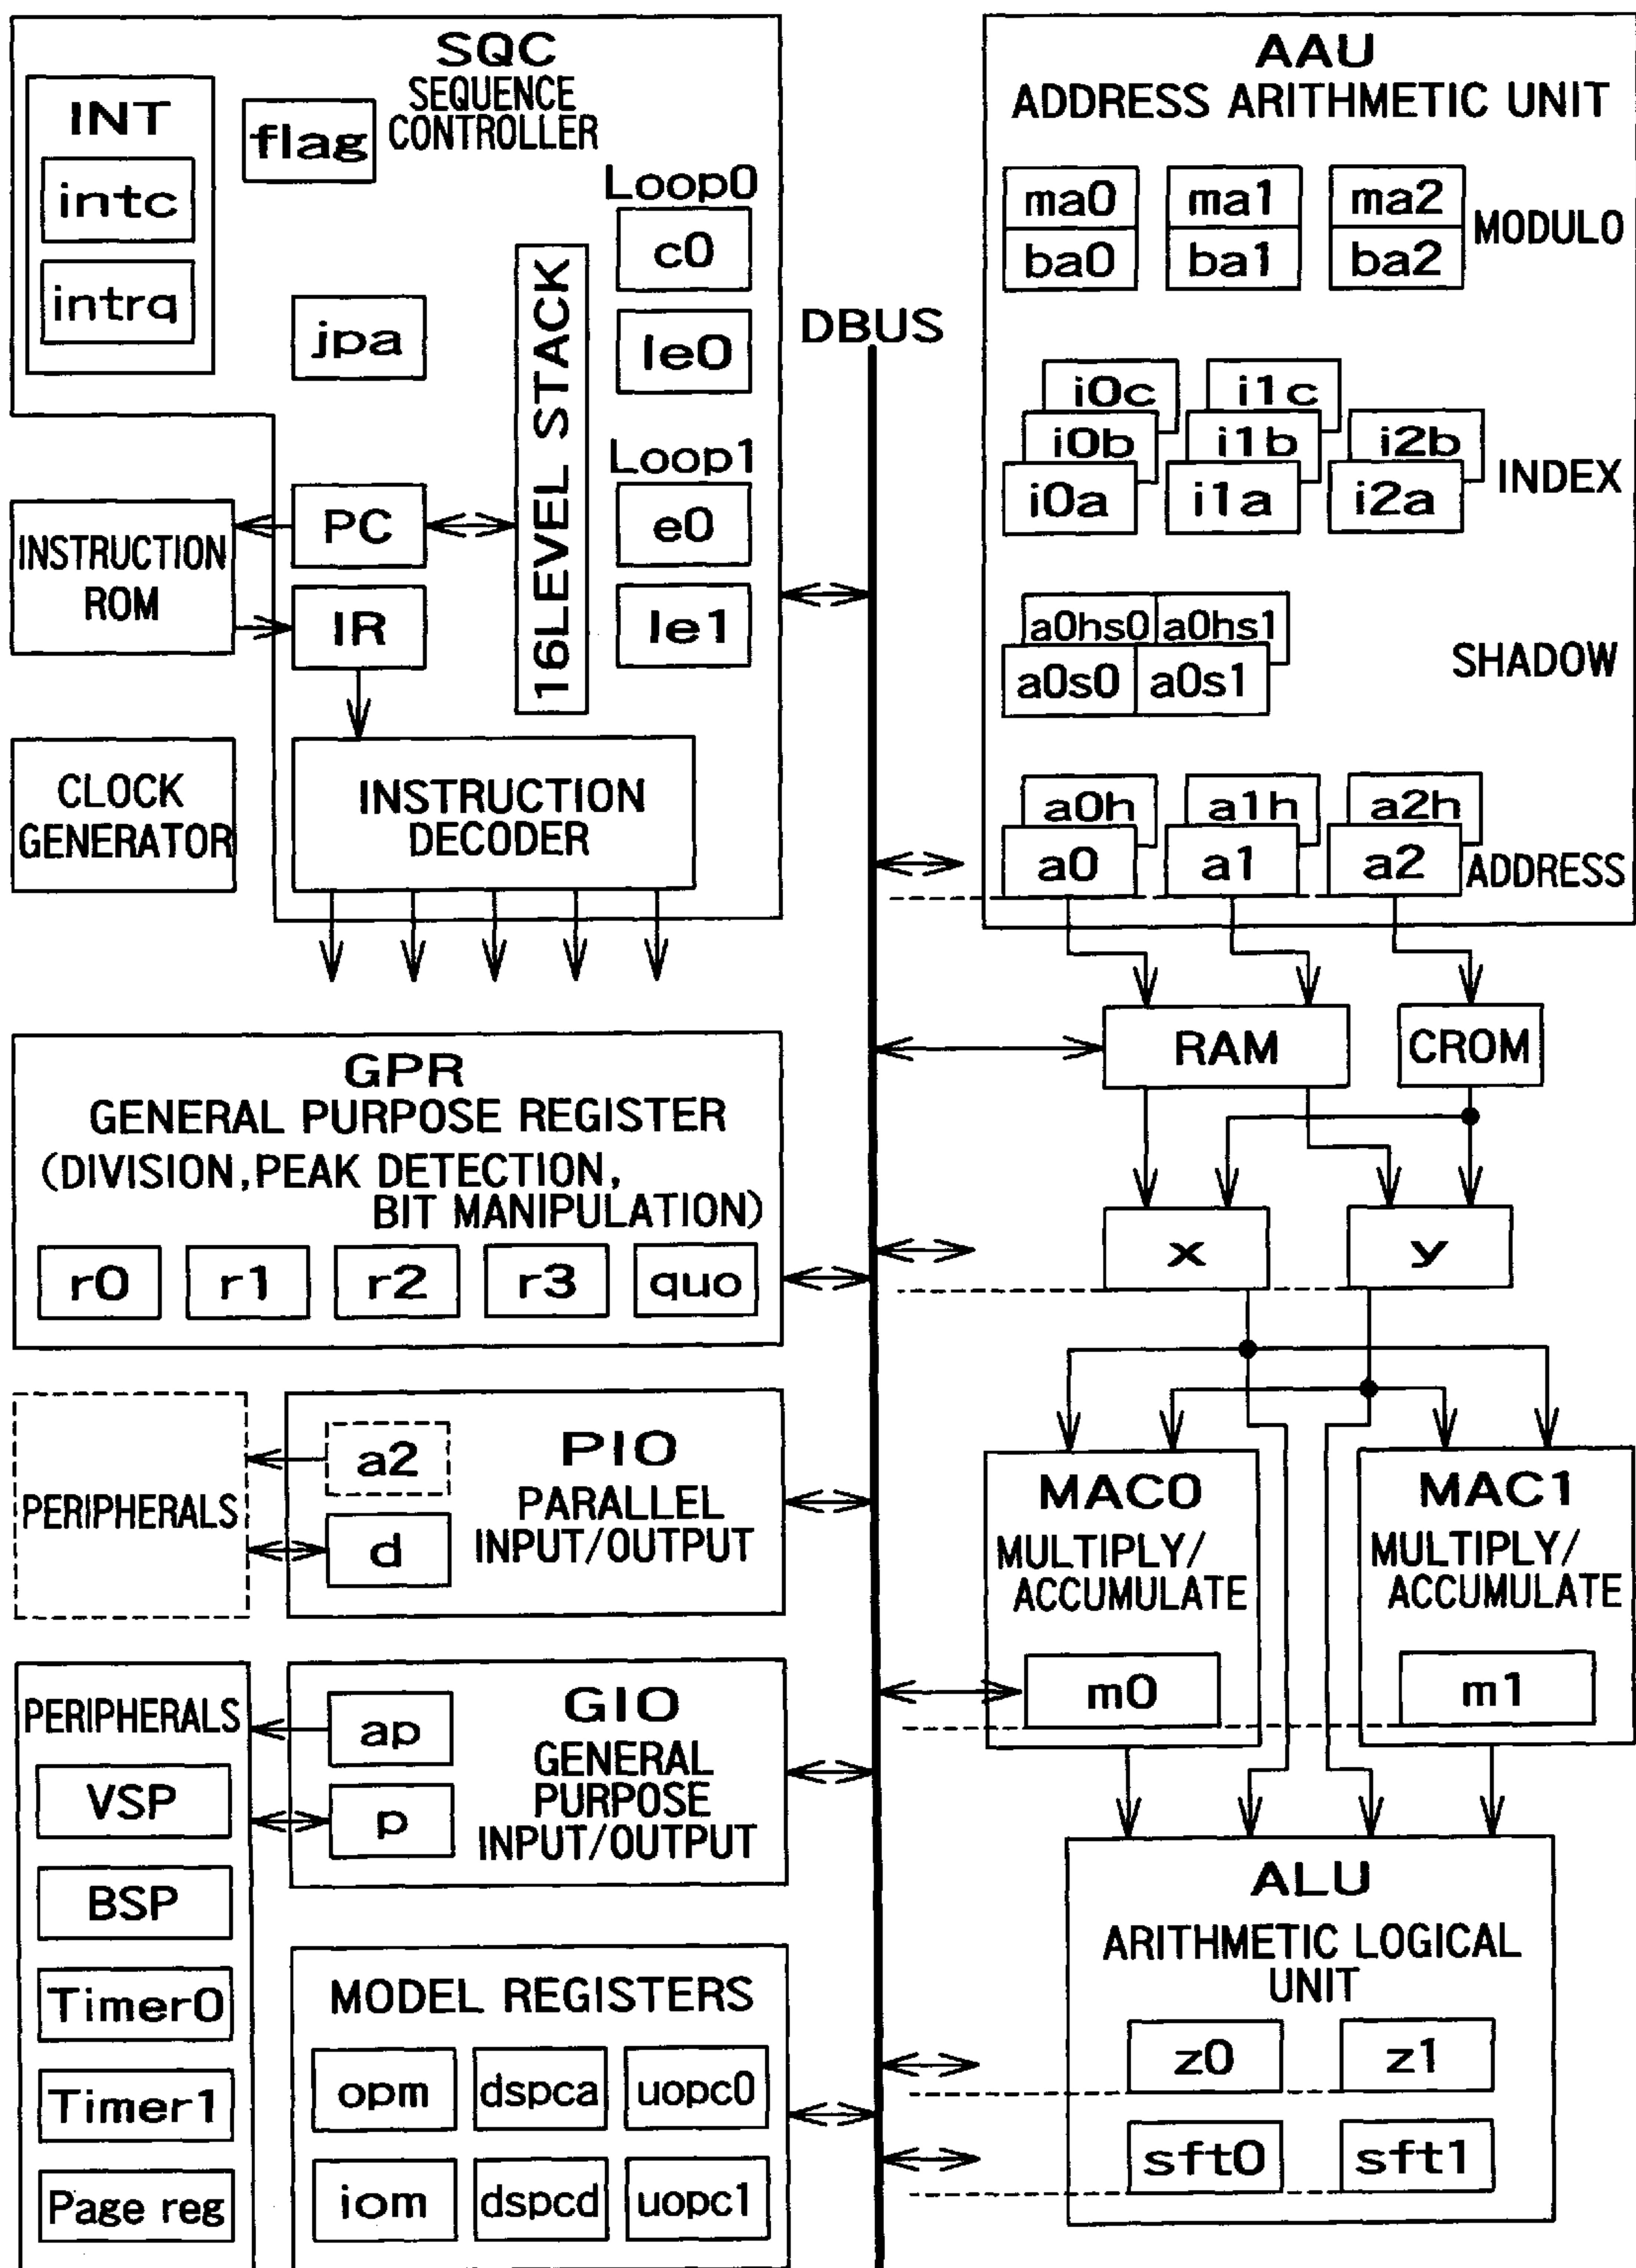 SQC
SEQUENCE
CONTROLLER
INT
intc
intrq
flag
jpa
16LEVEL STACK
Loop0
c0
le0
Loop1
e0
le1
INSTRUCTION
ROM
PC
IR
CLOCK
GENERATOR
INSTRUCTION
DECODER
DBUS
AAU
ADDRESS ARITHMETIC UNIT
ma0 ma1 ma2
MODULO
ba0 ba1 ba2
i0c i1c
i0b i1b i2b
INDEX
i0a i1a i2a
a0hs0 a0hs1
SHADOW
a0s0 a0s1
a0h a1h a2h
a0 a1 a2
ADDRESS
RAM
CROM
GPR
GENERAL PURPOSE REGISTER
(DIVISION,PEAK DETECTION,
BIT MANIPULATION)
r0 r1 r2 r3 quo
x
y
PERIPHERALS
a2
d
PIO
PARALLEL
INPUT/OUTPUT
MAC0
MULTIPLY/
ACCUMULATE
m0
MAC1
MULTIPLY/
ACCUMULATE
m1
PERIPHERALS
VSP
BSP
Timer0
Timer1
Page reg
ap
p
GIO
GENERAL
PURPOSE
INPUT/OUTPUT
MODEL REGISTERS
opm dspca uopc0
iom dspcd uopc1
ALU
ARITHMETIC LOGICAL
UNIT
z0 z1
sft0 sft1